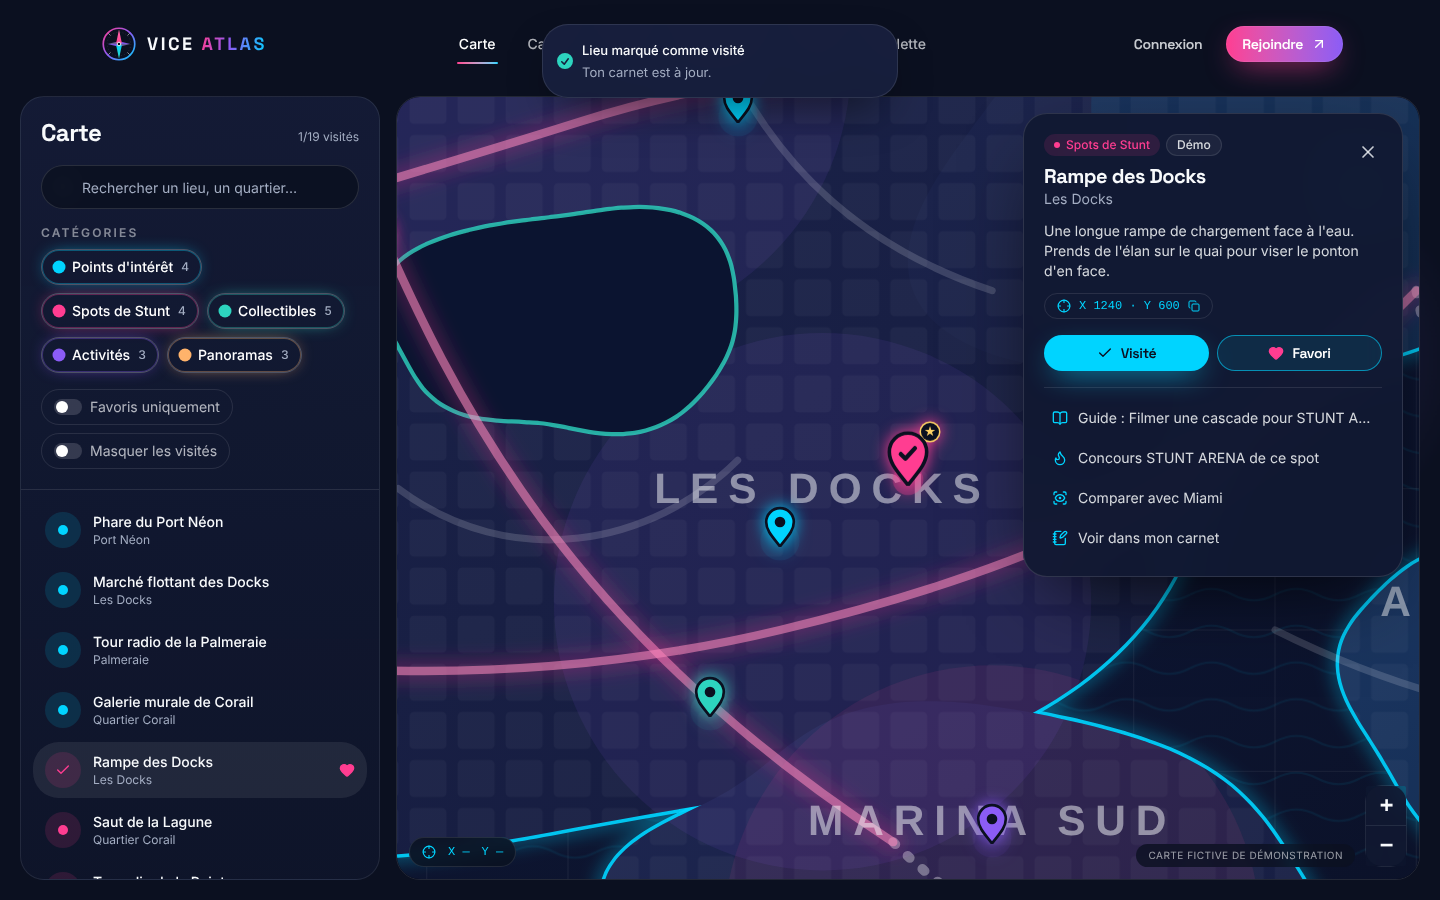 VICE ATLAS
Carte
Lieu marqué comme visité
Ton carnet est à jour.
Connexion
Rejoindre
Carte
1/19 visités
Rechercher un lieu, un quartier...
CATÉGORIES
Points d'intérêt 4
Spots de Stunt 4
Collectibles 5
Activités 3
Panoramas 3
Favoris uniquement
Masquer les visités
Phare du Port Néon
Port Néon
Marché flottant des Docks
Les Docks
Tour radio de la Palmeraie
Palmeraie
Galerie murale de Corail
Quartier Corail
Rampe des Docks
Les Docks
Saut de la Lagune
Quartier Corail
LES DOCKS
MARINA SUD
A
X – Y –
CARTE FICTIVE DE DÉMONSTRATION
+
−
Spots de Stunt
Démo
Rampe des Docks
Les Docks
Une longue rampe de chargement face à l'eau.
Prends de l'élan sur le quai pour viser le ponton
d'en face.
X 1240 · Y 600
Visité
Favori
Guide : Filmer une cascade pour STUNT A...
Concours STUNT ARENA de ce spot
Comparer avec Miami
Voir dans mon carnet